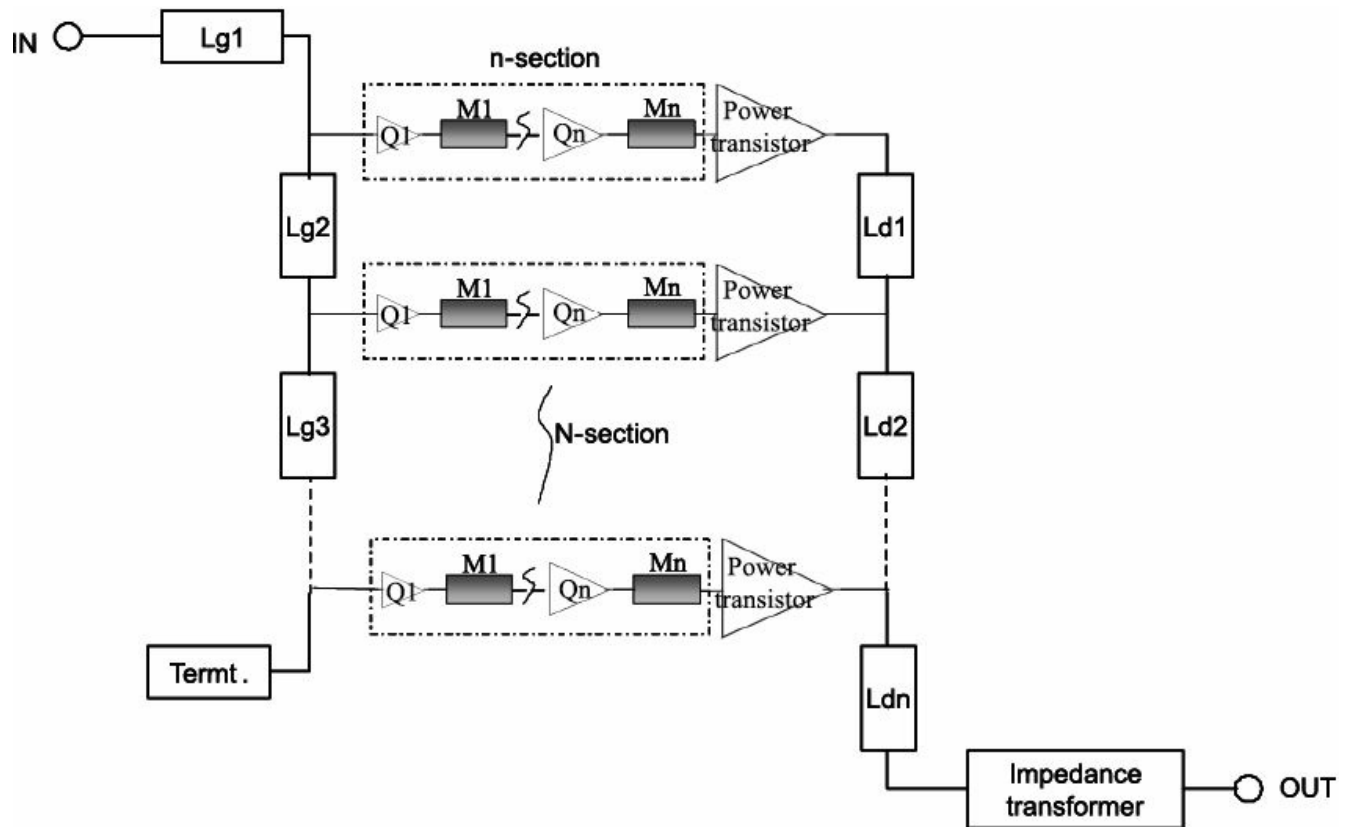 IN
Lg1
n-section
Q1
M1
Qn
Mn
Power
transistor
Lg2
Ld1
Q1
M1
Qn
Mn
Power
transistor
Lg3
N-section
Ld2
Q1
M1
Qn
Mn
Power
transistor
Termt .
Ldn
Impedance
transformer
OUT